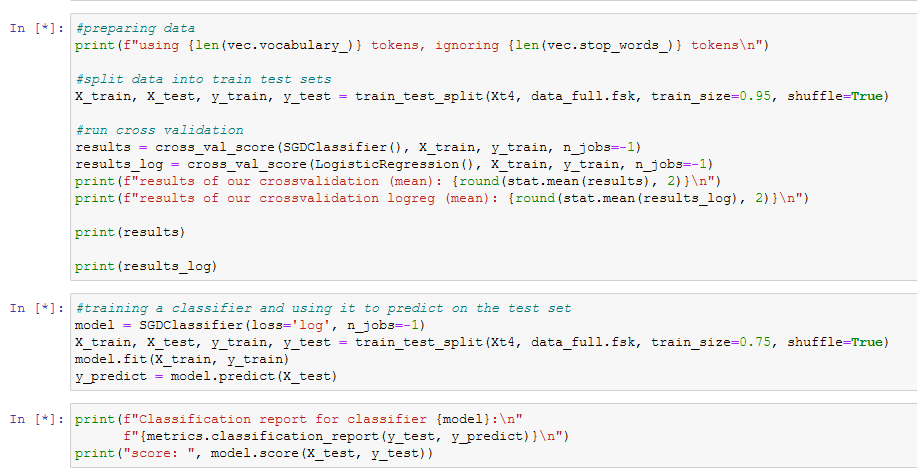 In [*]: #preparing data
print(f"using {len(vec.vocabulary_)} tokens, ignoring {len(vec.stop_words_)} tokens\n")
#split data into train test sets
X_train, X_test, y_train, y_test = train_test_split(Xt4, data_full.fsk, train_size=0.95, shuffle=True)
#run cross validation
results = cross_val_score(SGDClassifier(), X_train, y_train, n_jobs=-1)
results_log = cross_val_score(LogisticRegression(), X_train, y_train, n_jobs=-1)
print(f"results of our crossvalidation (mean): {round(stat.mean(results), 2)}\n")
print(f"results of our crossvalidation logreg (mean): {round(stat.mean(results_log), 2)}\n")
print(results)
print(results_log)
In [*]: #training a classifier and using it to predict on the test set
model = SGDClassifier(loss='log', n_jobs=-1)
X_train, X_test, y_train, y_test = train_test_split(Xt4, data_full.fsk, train_size=0.75, shuffle=True)
model.fit(X_train, y_train)
y_predict = model.predict(X_test)
In [*]: print(f"Classification report for classifier {model}:\n"
f"{metrics.classification_report(y_test, y_predict)}\n")
print("score: ", model.score(X_test, y_test))